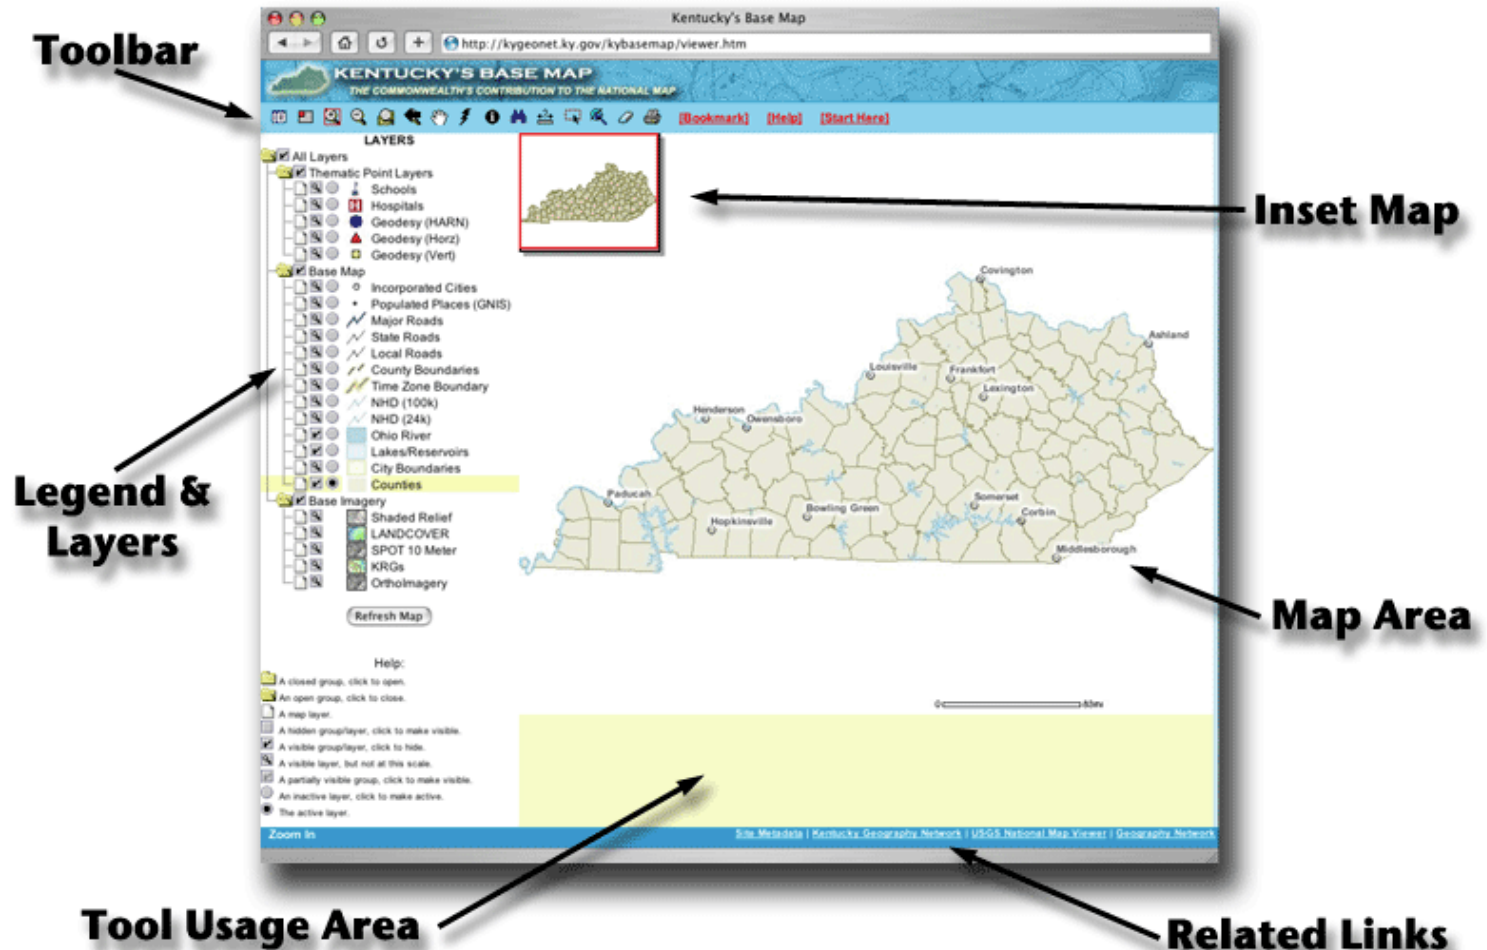 Kentucky's Base Map
http://kygeonet.ky.gov/kybasemap/viewer.htm
Toolbar
KENTUCKY'S BASE MAP
THE COMMONWEALTH'S CONTRIBUTION TO THE NATIONAL MAP
[Bookmark] [Help] [Start Here]
LAYERS
All Layers
Thematic Point Layers
Schools
Hospitals
Geodesy (HARN)
Geodesy (Horz)
Geodesy (Vert)
Base Map
Incorporated Cities
Populated Places (GNIS)
Major Roads
State Roads
Local Roads
County Boundaries
Time Zone Boundary
NHD (100k)
NHD (24k)
Ohio River
Lakes/Reservoirs
City Boundaries
Counties
Base Imagery
Shaded Relief
LANDCOVER
SPOT 10 Meter
KRGs
OrthoImagery
Refresh Map
Legend &
Layers
Inset Map
Covington
Ashland
Louisville
Frankfort
Lexington
Henderson
Owensboro
Paducah
Hopkinsville
Bowling Green
Somerset
Corbin
Middlesborough
Map Area
Help:
A closed group, click to open.
An open group, click to close.
A map layer.
A hidden group/layer, click to make visible.
A visible group/layer, click to hide.
A visible layer, but not at this scale.
A partially visible group, click to make visible.
An inactive layer, click to make active.
The active layer.
0
Zoom In
Site Metadata | Kentucky Geography Network | USGS National Map Viewer | Geography Network
Tool Usage Area
Related Links